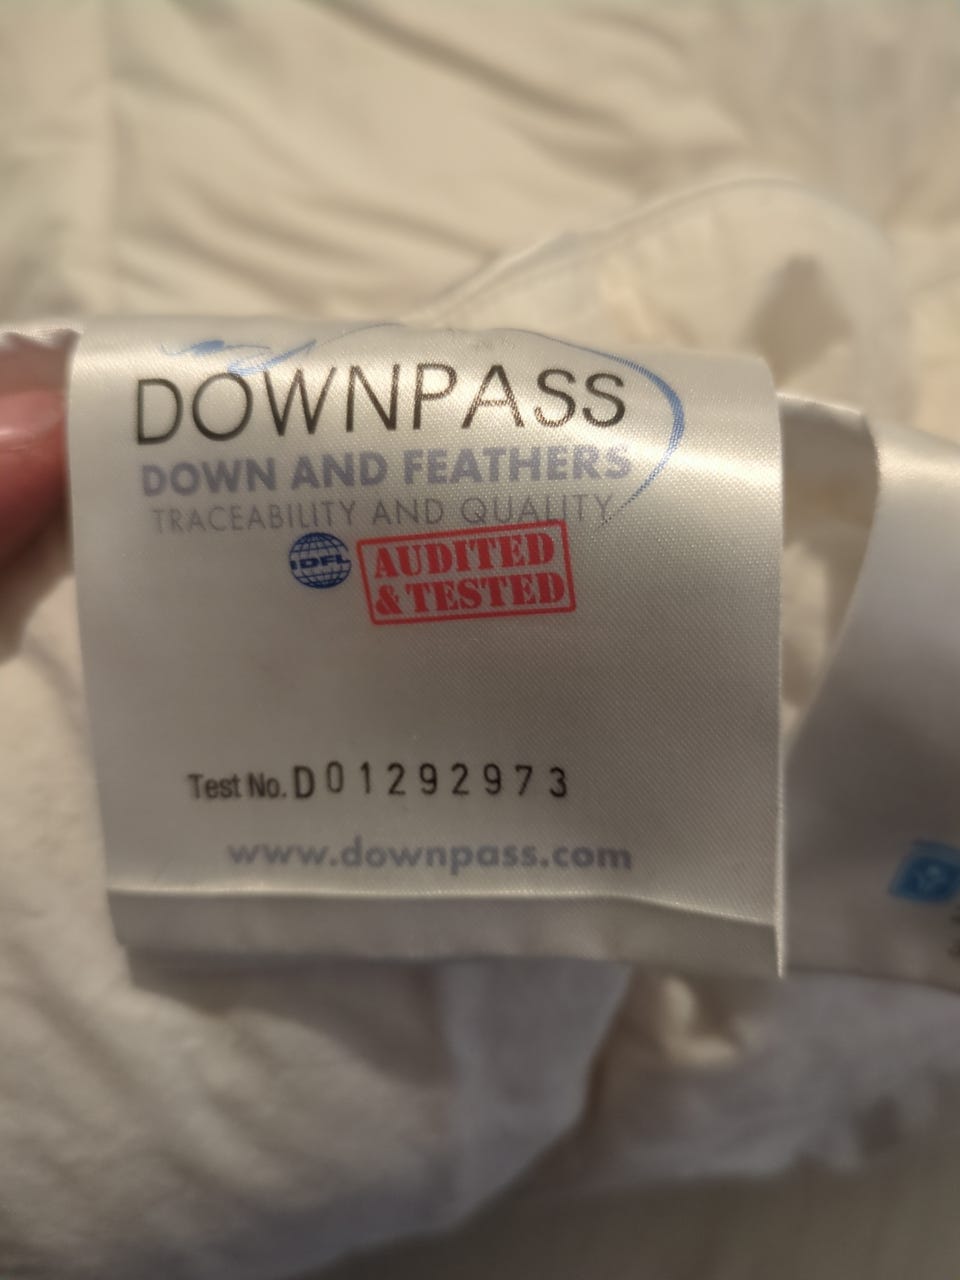 DOWNPASS
DOWN AND FEATHERS
TRACEABILITY AND QUALITY
IDFL
AUDITED
& TESTED
Test No. D01292973
www.downpass.com